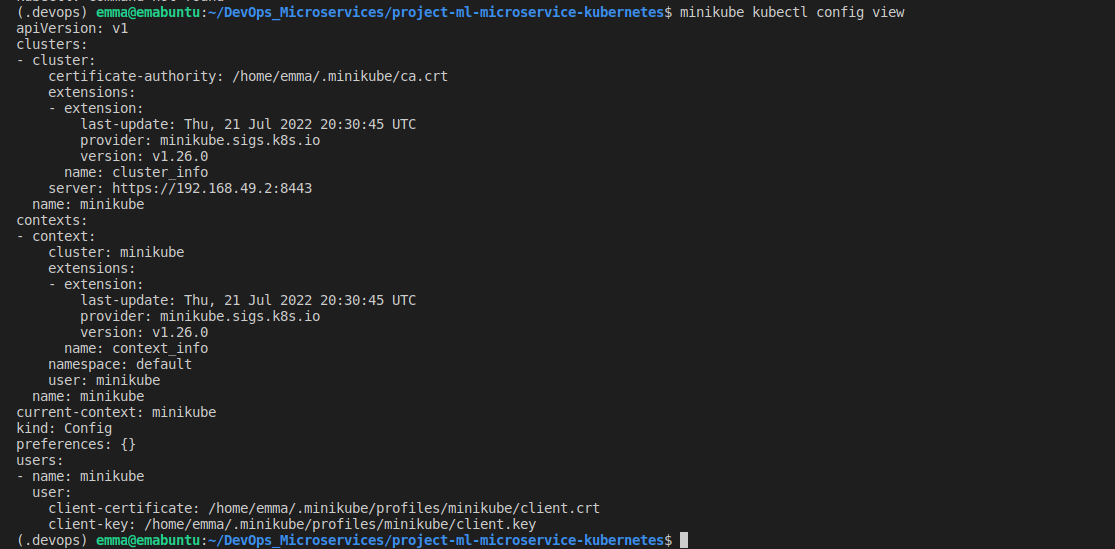 (.devops) emma@emabuntu:~/DevOps_Microservices/project-ml-microservice-kubernetes$ minikube kubectl config view
apiVersion: v1
clusters:
- cluster:
    certificate-authority: /home/emma/.minikube/ca.crt
    extensions:
    - extension:
        last-update: Thu, 21 Jul 2022 20:30:45 UTC
        provider: minikube.sigs.k8s.io
        version: v1.26.0
      name: cluster_info
    server: https://192.168.49.2:8443
  name: minikube
contexts:
- context:
    cluster: minikube
    extensions:
    - extension:
        last-update: Thu, 21 Jul 2022 20:30:45 UTC
        provider: minikube.sigs.k8s.io
        version: v1.26.0
      name: context_info
    namespace: default
    user: minikube
  name: minikube
current-context: minikube
kind: Config
preferences: {}
users:
- name: minikube
  user:
    client-certificate: /home/emma/.minikube/profiles/minikube/client.crt
    client-key: /home/emma/.minikube/profiles/minikube/client.key
(.devops) emma@emabuntu:~/DevOps_Microservices/project-ml-microservice-kubernetes$